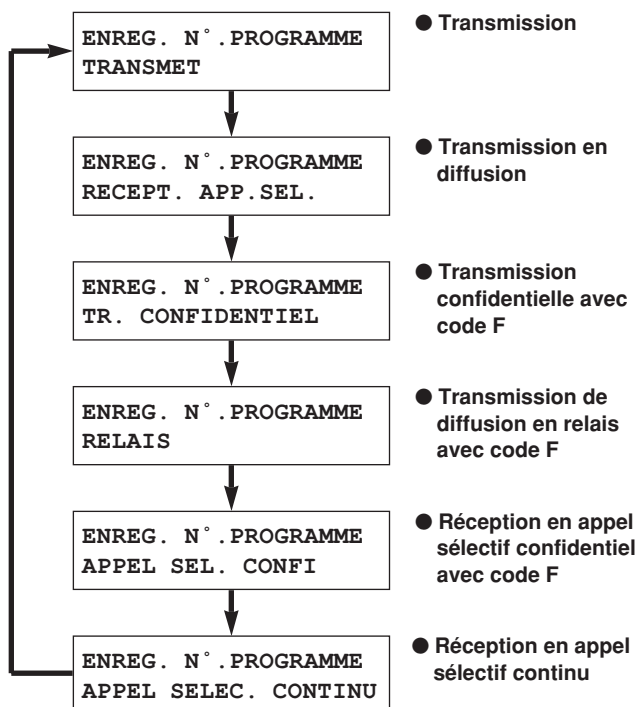 ENREG. N°.PROGRAMME
TRANSMET
● Transmission
ENREG. N°.PROGRAMME
RECEPT. APP.SEL.
● Transmission en
diffusion
ENREG. N°.PROGRAMME
TR. CONFIDENTIEL
● Transmission
confidentielle avec
code F
ENREG. N°.PROGRAMME
RELAIS
● Transmission de
diffusion en relais
avec code F
ENREG. N°.PROGRAMME
APPEL SEL. CONFI
● Réception en appel
sélectif confidentiel
avec code F
ENREG. N°.PROGRAMME
APPEL SELEC. CONTINU
● Réception en appel
sélectif continu